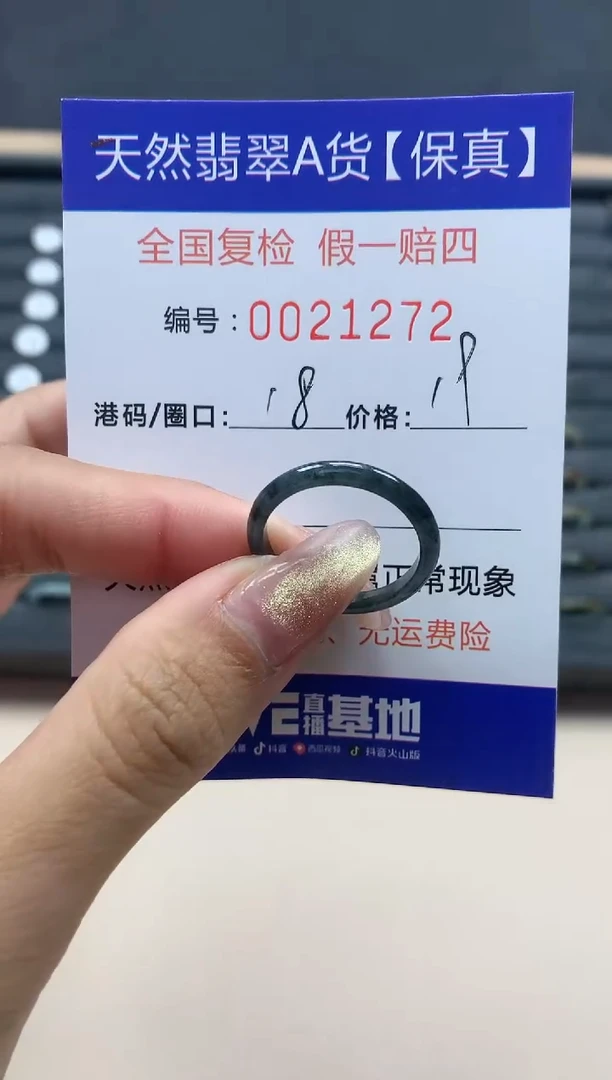 天然翡翠A货【保真】
全国复检 假一赔四
编号：0021272
港码/圈口： 18 价格： 18
正常现象
无运费险
直播基地
抖音 西瓜视频 抖音火山版